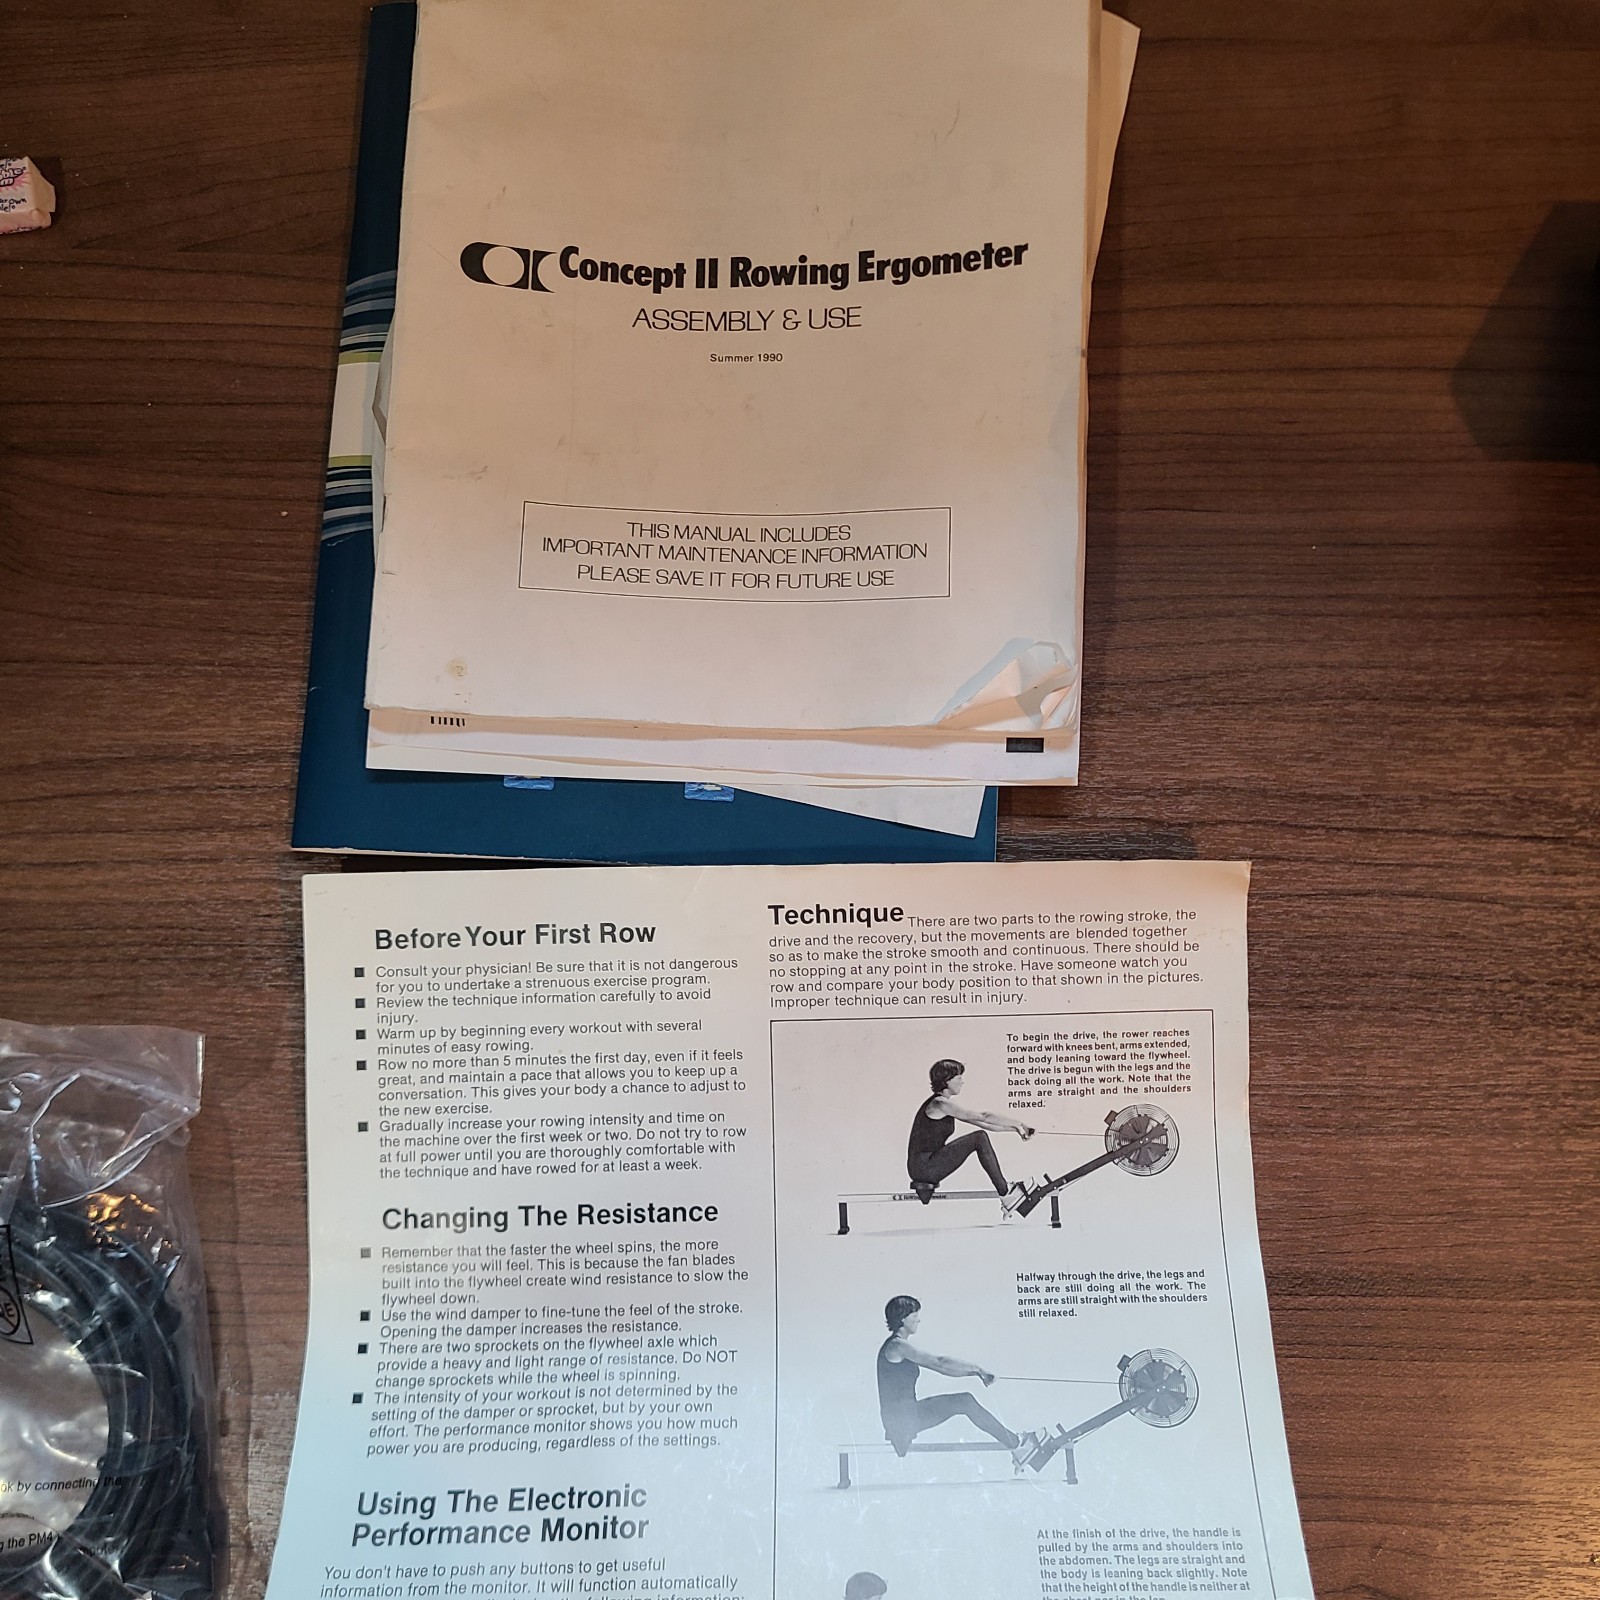 Concept II Rowing Ergometer
ASSEMBLY & USE
Summer 1990
THIS MANUAL INCLUDES
IMPORTANT MAINTENANCE INFORMATION
PLEASE SAVE IT FOR FUTURE USE
Before Your First Row
Consult your physician! Be sure that it is not dangerous
for you to undertake a strenuous exercise program.
Review the technique information carefully to avoid
injury.
Warm up by beginning every workout with several
minutes of easy rowing.
Row no more than 5 minutes the first day, even if it feels
great, and maintain a pace that allows you to keep up a
conversation. This gives your body a chance to adjust to
the new exercise.
Gradually increase your rowing intensity and time on
the machine over the first week or two. Do not try to row
at full power until you are thoroughly comfortable with
the technique and have rowed for at least a week.
Changing The Resistance
Remember that the faster the wheel spins, the more
resistance you will feel. This is because the fan blades
built into the flywheel create wind resistance to slow the
flywheel down.
Use the wind damper to fine-tune the feel of the stroke.
Opening the damper increases the resistance.
There are two sprockets on the flywheel axle which
provide a heavy and light range of resistance. Do NOT
change sprockets while the wheel is spinning.
The intensity of your workout is not determined by the
setting of the damper or sprocket, but by your own
effort. The performance monitor shows you how much
power you are producing, regardless of the settings.
Using The Electronic
Performance Monitor
You don't have to push any buttons to get useful
information from the monitor. It will function automatically
Technique There are two parts to the rowing stroke, the
drive and the recovery, but the movements are blended together
so as to make the stroke smooth and continuous. There should be
no stopping at any point in the stroke. Have someone watch you
row and compare your body position to that shown in the pictures.
Improper technique can result in injury.
To begin the drive, the rower reaches
forward with knees bent, arms extended,
and body leaning toward the flywheel.
The drive is begun with the legs and the
back doing all the work. Note that the
arms are straight and the shoulders
relaxed.
Halfway through the drive, the legs and
back are still doing all the work. The
arms are still straight with the shoulders
still relaxed.
At the finish of the drive, the handle is
pulled by the arms and shoulders into
the abdomen. The legs are straight and
the body is leaning back slightly. Note
that the height of the handle is neither at
by connecting the
the PM4